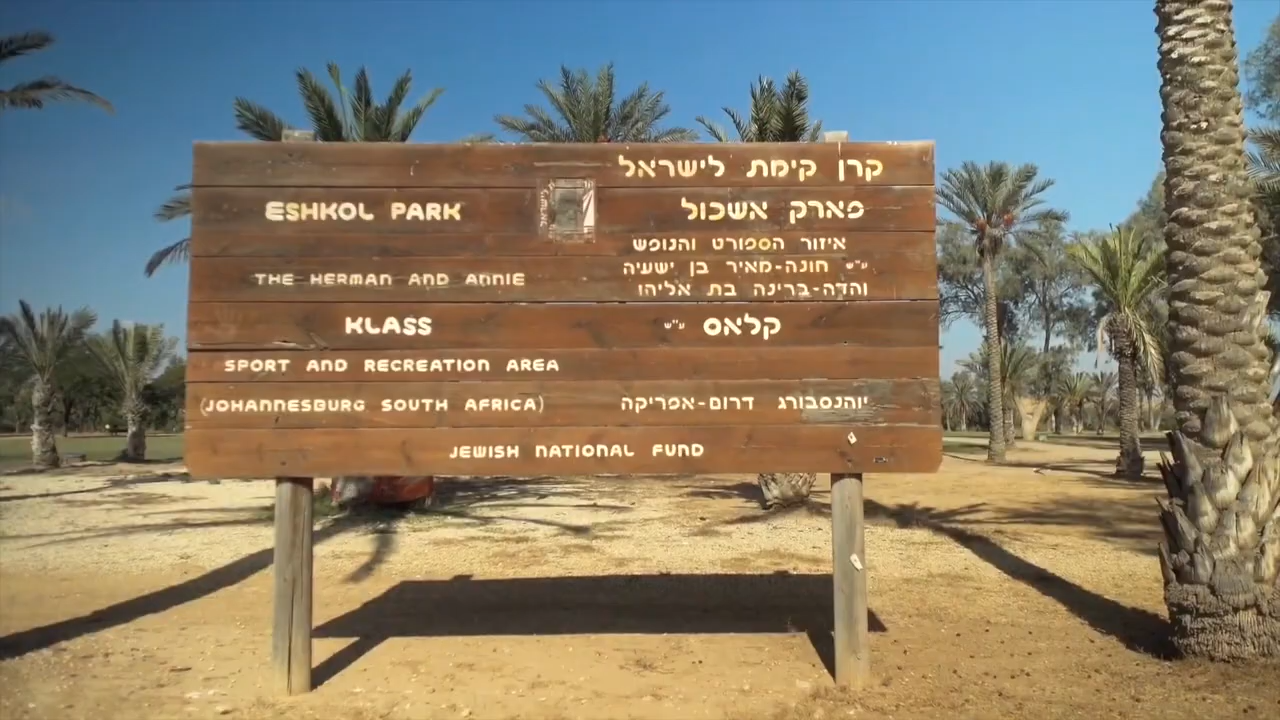 קרן קימת לישראל
ESHKOL PARK
לישראל
פארק אשכול
איזור הספורט והנופש
THE HERMAN AND ANNIE
ע״ש חונה-מאיר בן ישעיה
והדה-ברינה בת אליהו
KLASS
קלאס ע״ש
SPORT AND RECREATION AREA
(JOHANNESBURG SOUTH AFRICA)
יוהנסבורג דרום-אפריקה
JEWISH NATIONAL FUND